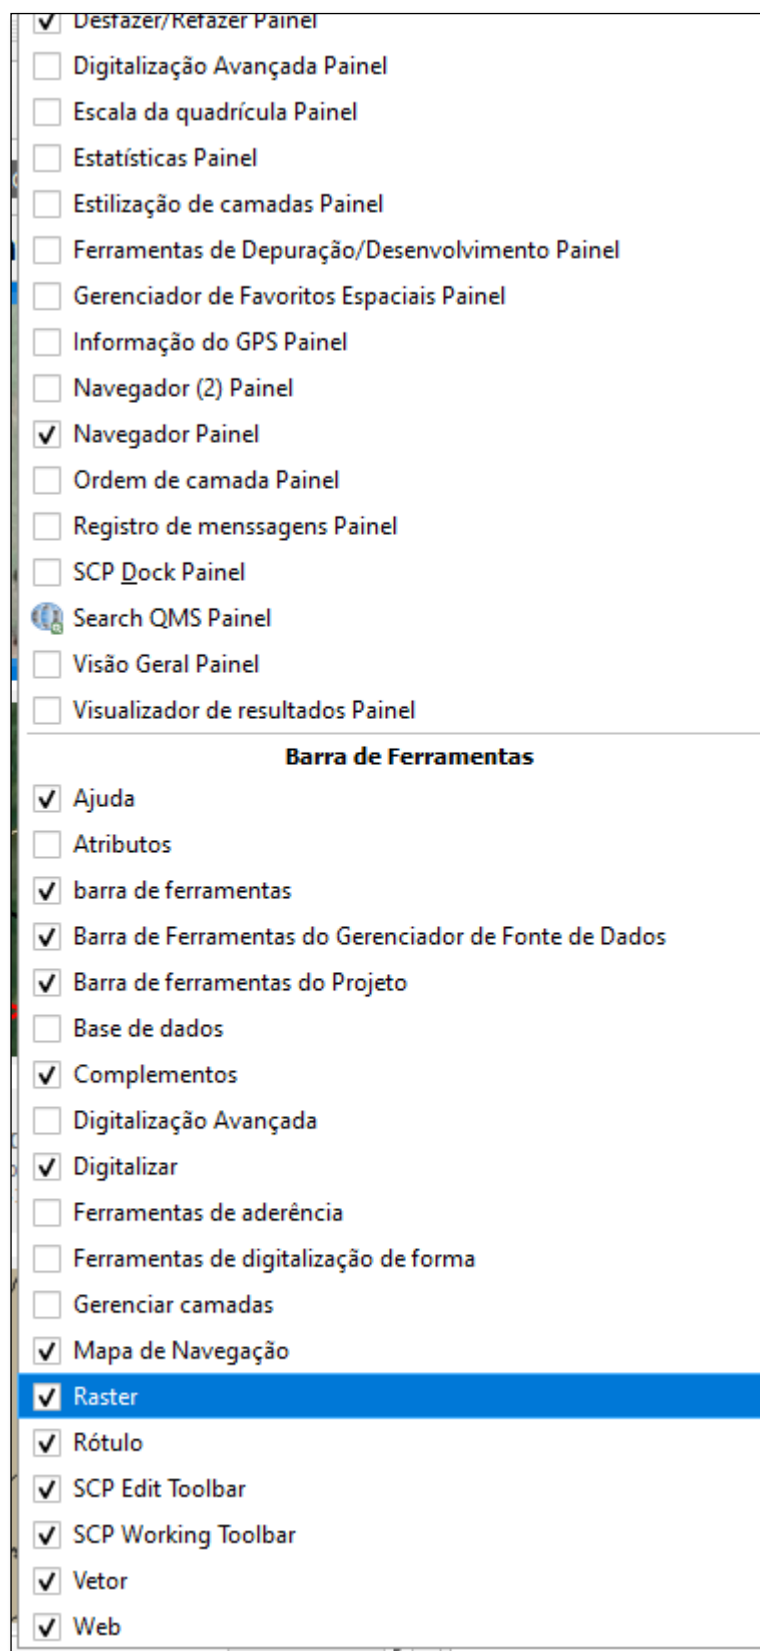 Desfazer/Refazer Painel
Digitalização Avançada Painel
Escala da quadrícula Painel
Estatísticas Painel
Estilização de camadas Painel
Ferramentas de Depuração/Desenvolvimento Painel
Gerenciador de Favoritos Espaciais Painel
Informação do GPS Painel
Navegador (2) Painel
Navegador Painel
Ordem de camada Painel
Registro de menssagens Painel
SCP Dock Painel
Search QMS Painel
Visão Geral Painel
Visualizador de resultados Painel
Barra de Ferramentas
Ajuda
Atributos
barra de ferramentas
Barra de Ferramentas do Gerenciador de Fonte de Dados
Barra de ferramentas do Projeto
Base de dados
Complementos
Digitalização Avançada
Digitalizar
Ferramentas de aderência
Ferramentas de digitalização de forma
Gerenciar camadas
Mapa de Navegação
Raster
Rótulo
SCP Edit Toolbar
SCP Working Toolbar
Vetor
Web